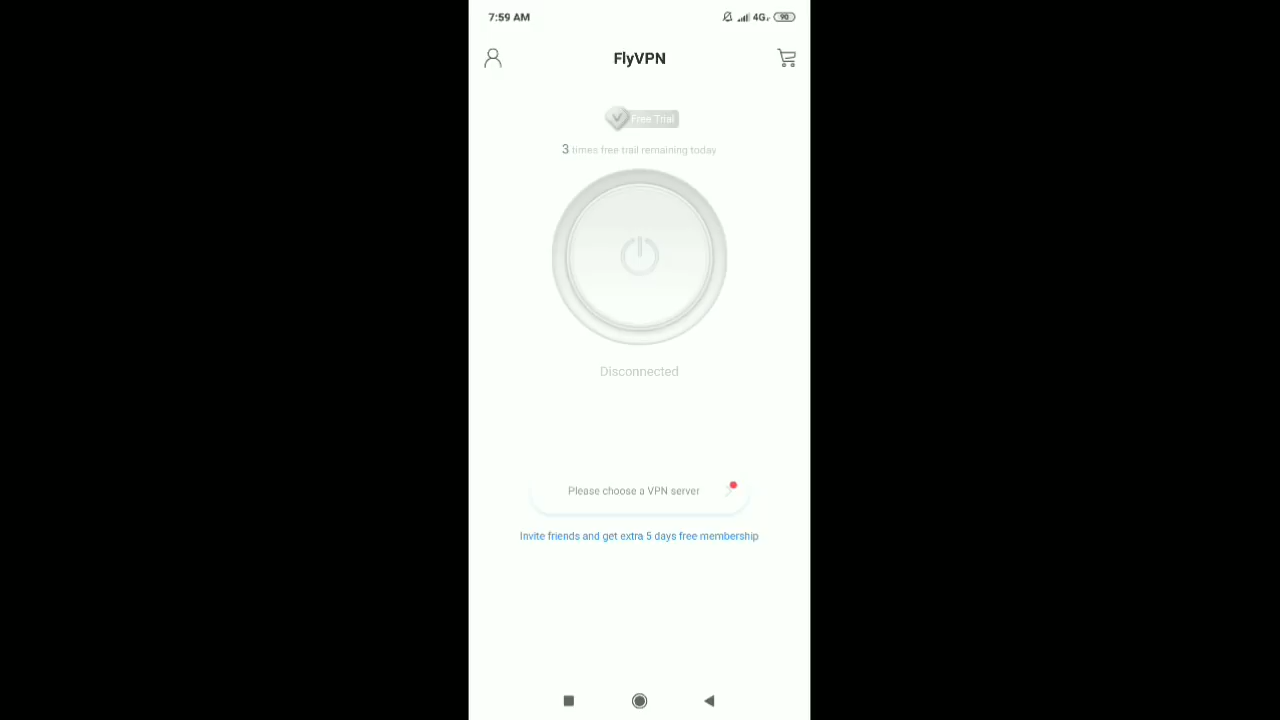 7:59 AM
4G
90
FlyVPN
Free Trial
3 times free trail remaining today
Disconnected
Please choose a VPN server
Invite friends and get extra 5 days free membership